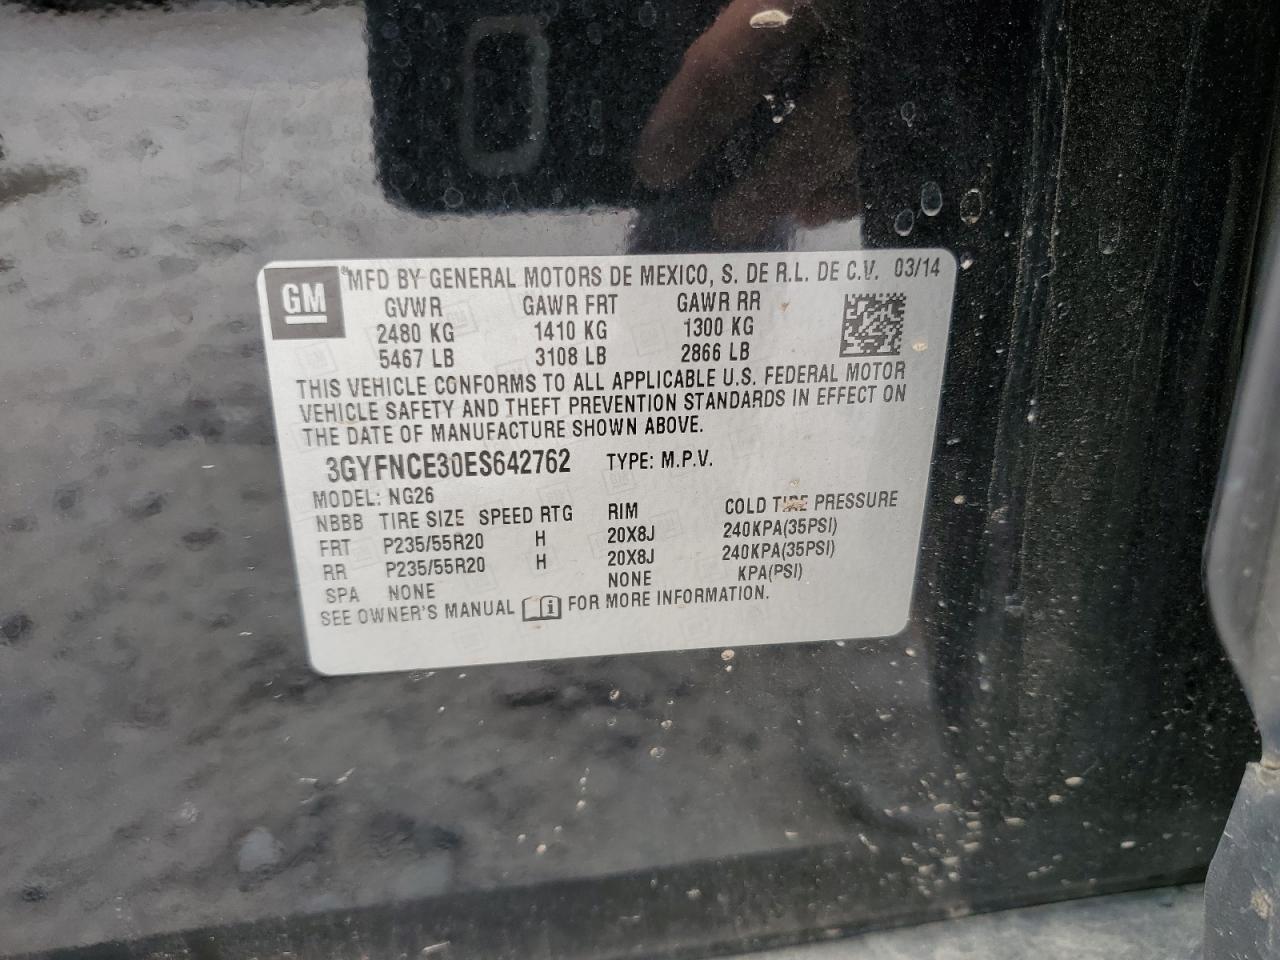 GM
MFD BY GENERAL MOTORS DE MEXICO, S. DE R.L. DE C.V. 03/14
GVWR GAWR FRT GAWR RR
2480 KG 1410 KG 1300 KG
5467 LB 3108 LB 2866 LB
THIS VEHICLE CONFORMS TO ALL APPLICABLE U.S. FEDERAL MOTOR
VEHICLE SAFETY AND THEFT PREVENTION STANDARDS IN EFFECT ON
THE DATE OF MANUFACTURE SHOWN ABOVE.
3GYFNCE30ES642762 TYPE: M.P.V.
MODEL: NG26
NBBB TIRE SIZE SPEED RTG RIM COLD TIRE PRESSURE
FRT P235/55R20 H 20X8J 240KPA(35PSI)
RR P235/55R20 H 20X8J 240KPA(35PSI)
SPA NONE NONE KPA(PSI)
SEE OWNER'S MANUAL i FOR MORE INFORMATION.